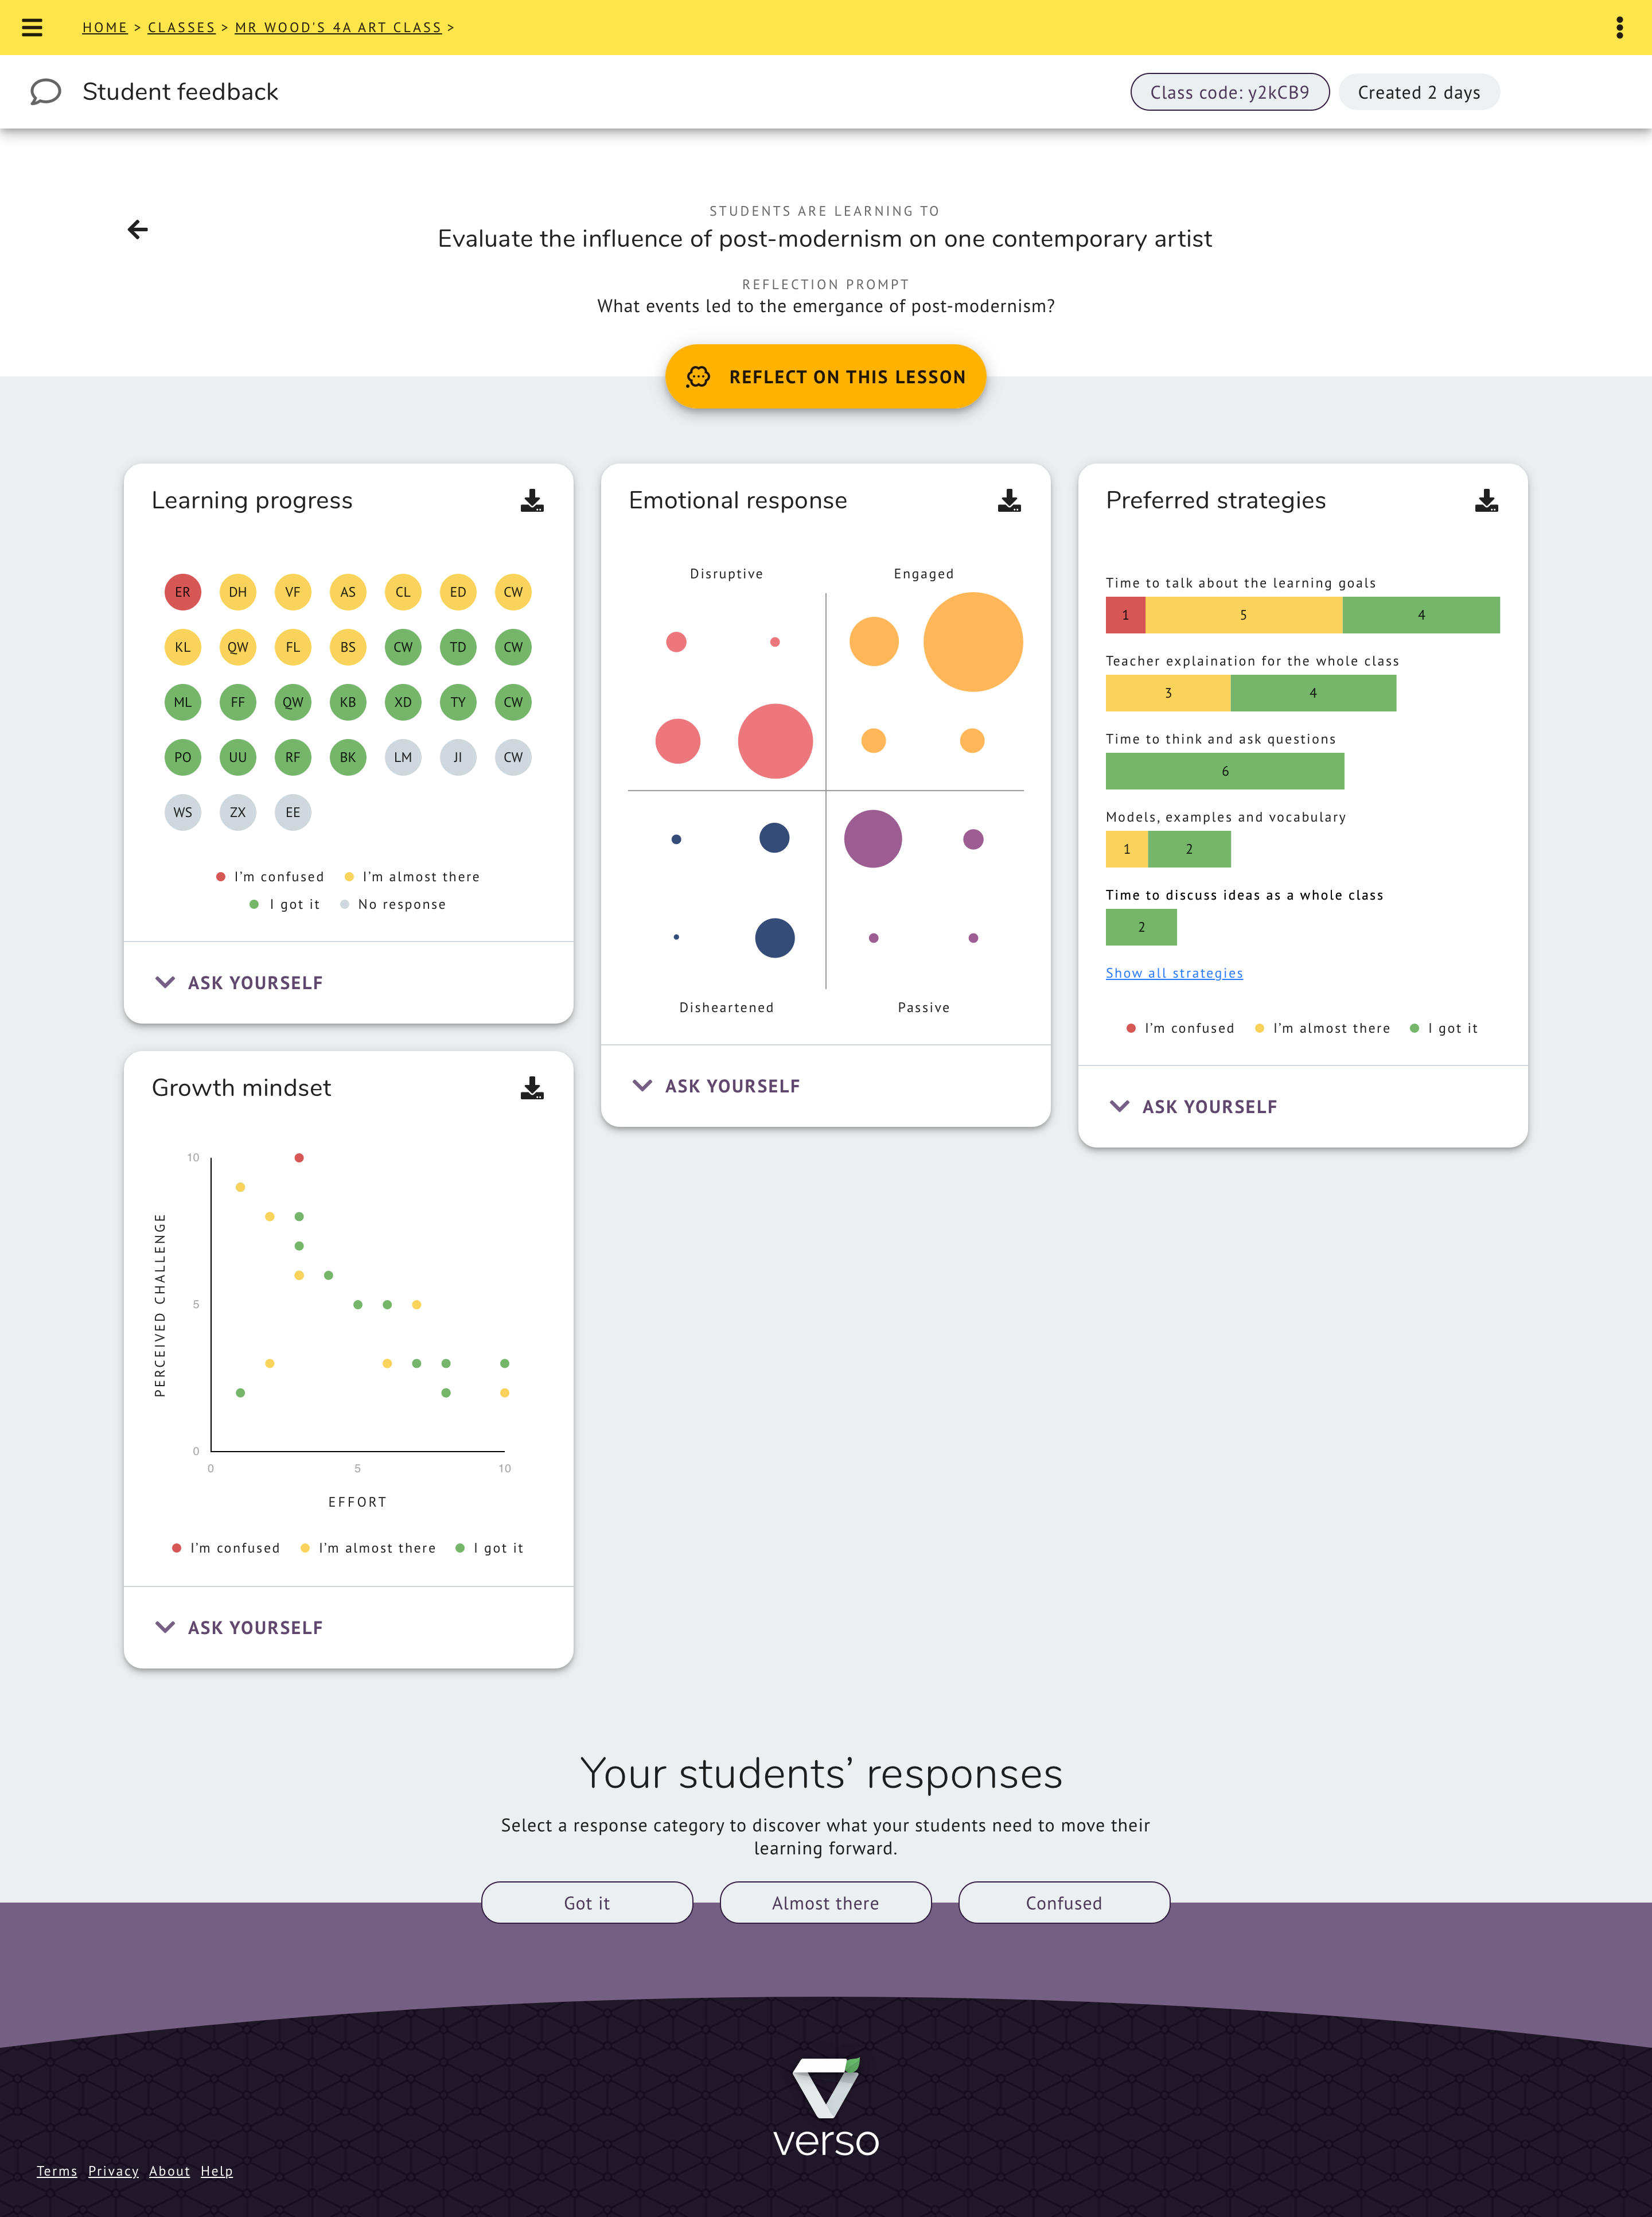 HOME > CLASSES > MR WOOD'S 4A ART CLASS >
Student feedback
Class code: y2kCB9
Created 2 days
STUDENTS ARE LEARNING TO
Evaluate the influence of post-modernism on one contemporary artist
REFLECTION PROMPT
What events led to the emergance of post-modernism?
REFLECT ON THIS LESSON
Learning progress
ER DH VF AS CL ED CW
KL QW FL BS CW TD CW
ML FF QW KB XD TY CW
PO UU RF BK LM JI CW
WS ZX EE
I'm confused I'm almost there
I got it No response
ASK YOURSELF
Growth mindset
10
5
0
PERCEIVED CHALLENGE
0 5 10
EFFORT
I'm confused I'm almost there I got it
ASK YOURSELF
Emotional response
Disruptive Engaged
Disheartened Passive
ASK YOURSELF
Preferred strategies
Time to talk about the learning goals
1 5 4
Teacher explaination for the whole class
3 4
Time to think and ask questions
6
Models, examples and vocabulary
1 2
Time to discuss ideas as a whole class
2
Show all strategies
I'm confused I'm almost there I got it
ASK YOURSELF
Your students’ responses
Select a response category to discover what your students need to move their
learning forward.
Got it Almost there Confused
verso
Terms Privacy About Help